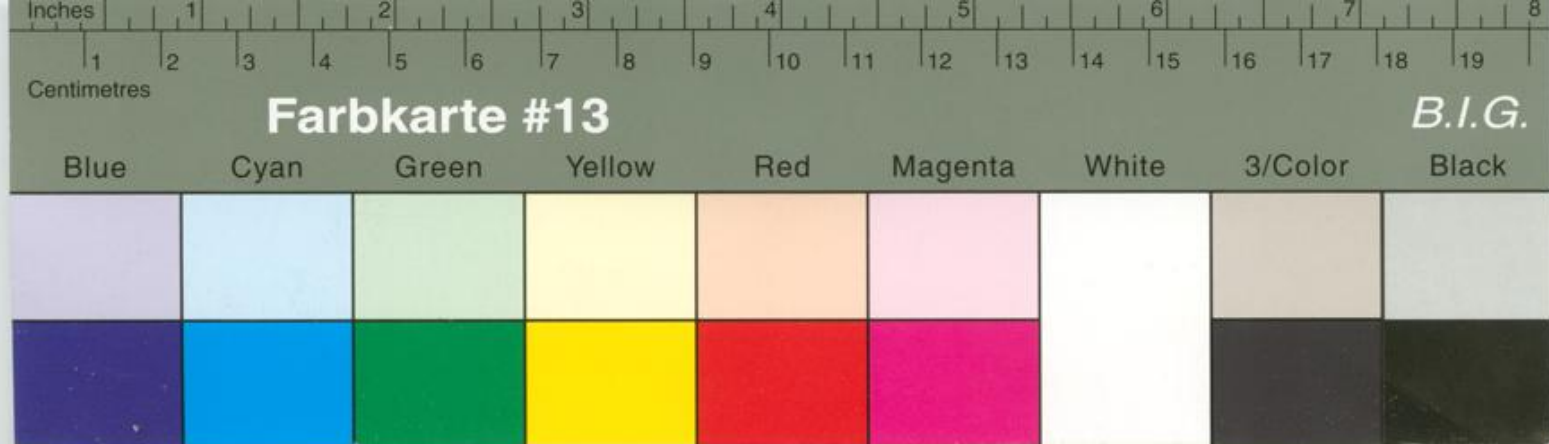 Inches 1 2 3 4 5 6 7 8
1 2 3 4 5 6 7 8 9 10 11 12 13 14 15 16 17 18 19
Centimetres
Farbkarte #13 B.I.G.
Blue Cyan Green Yellow Red Magenta White 3/Color Black